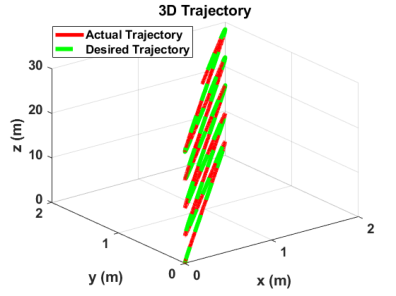 3D Trajectory
Actual Trajectory
Desired Trajectory
30
20
10
0
z (m)
2
1
0
y (m)
0
1
2
x (m)